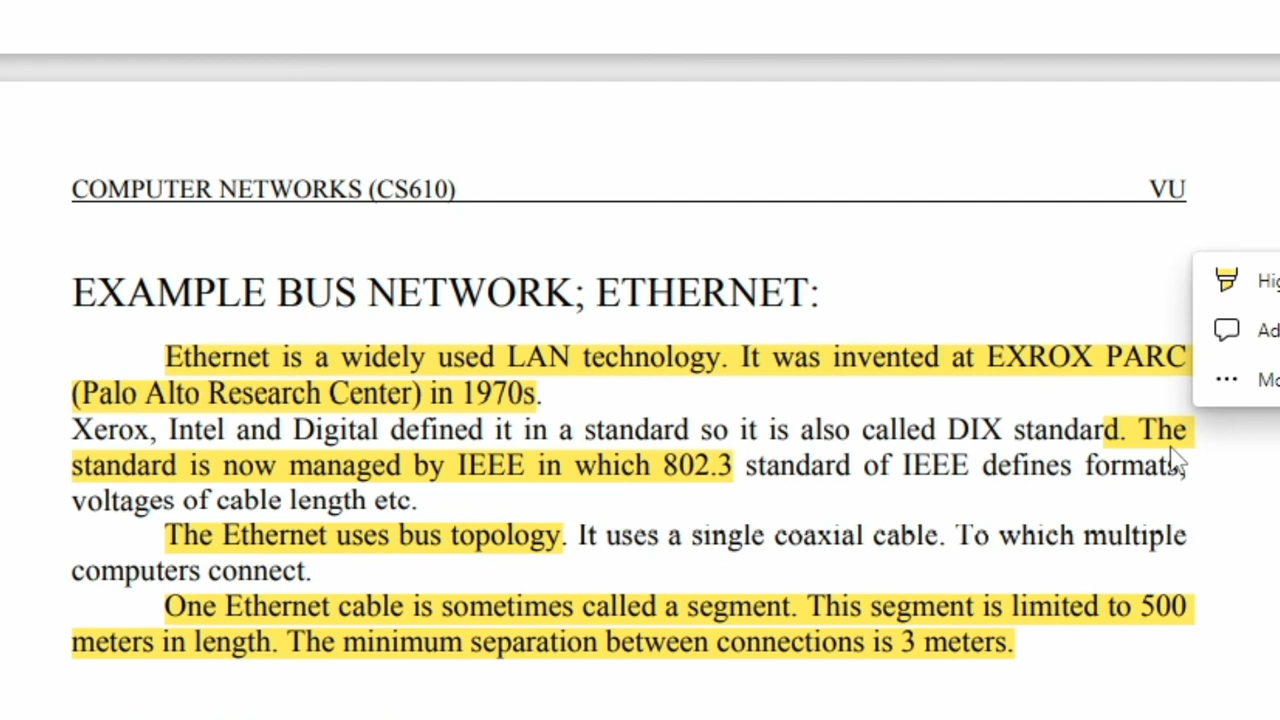 COMPUTER NETWORKS (CS610) VU
EXAMPLE BUS NETWORK; ETHERNET:
Ethernet is a widely used LAN technology. It was invented at EXROX PARC
(Palo Alto Research Center) in 1970s.
Xerox, Intel and Digital defined it in a standard so it is also called DIX standard. The
standard is now managed by IEEE in which 802.3 standard of IEEE defines formats,
voltages of cable length etc.
The Ethernet uses bus topology. It uses a single coaxial cable. To which multiple
computers connect.
One Ethernet cable is sometimes called a segment. This segment is limited to 500
meters in length. The minimum separation between connections is 3 meters.